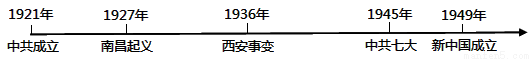 1921年 1927年 1936年 1945年 1949年
中共成立 南昌起义 西安事变 中共七大 新中国成立